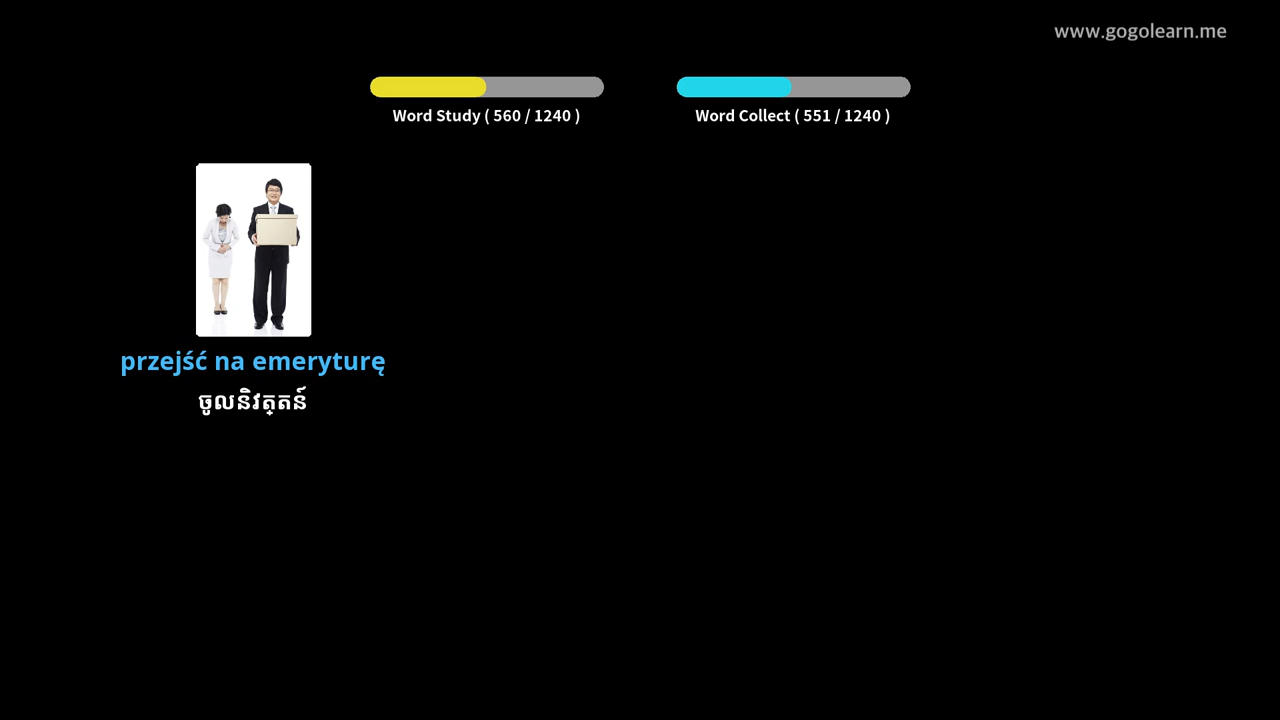 www.gogolearn.me
Word Study ( 560 / 1240 )
Word Collect ( 551 / 1240 )
przejść na emeryturę
ចូលនិវត្តន៍